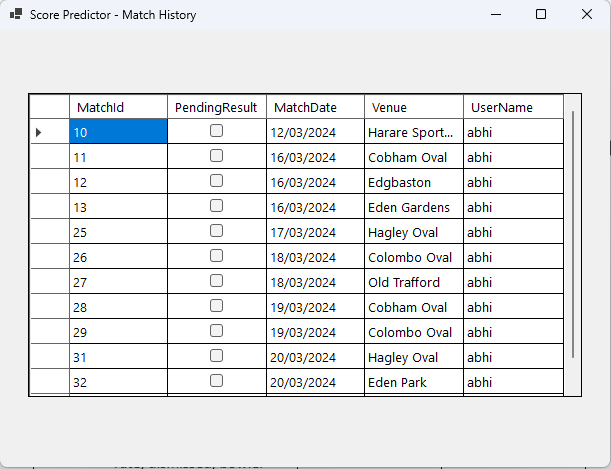 Score Predictor - Match History
MatchId PendingResult MatchDate Venue UserName
10 12/03/2024 Harare Sport... abhi
11 16/03/2024 Cobham Oval abhi
12 16/03/2024 Edgbaston abhi
13 16/03/2024 Eden Gardens abhi
25 17/03/2024 Hagley Oval abhi
26 18/03/2024 Colombo Oval abhi
27 18/03/2024 Old Trafford abhi
28 19/03/2024 Cobham Oval abhi
29 19/03/2024 Colombo Oval abhi
31 20/03/2024 Hagley Oval abhi
32 20/03/2024 Eden Park abhi